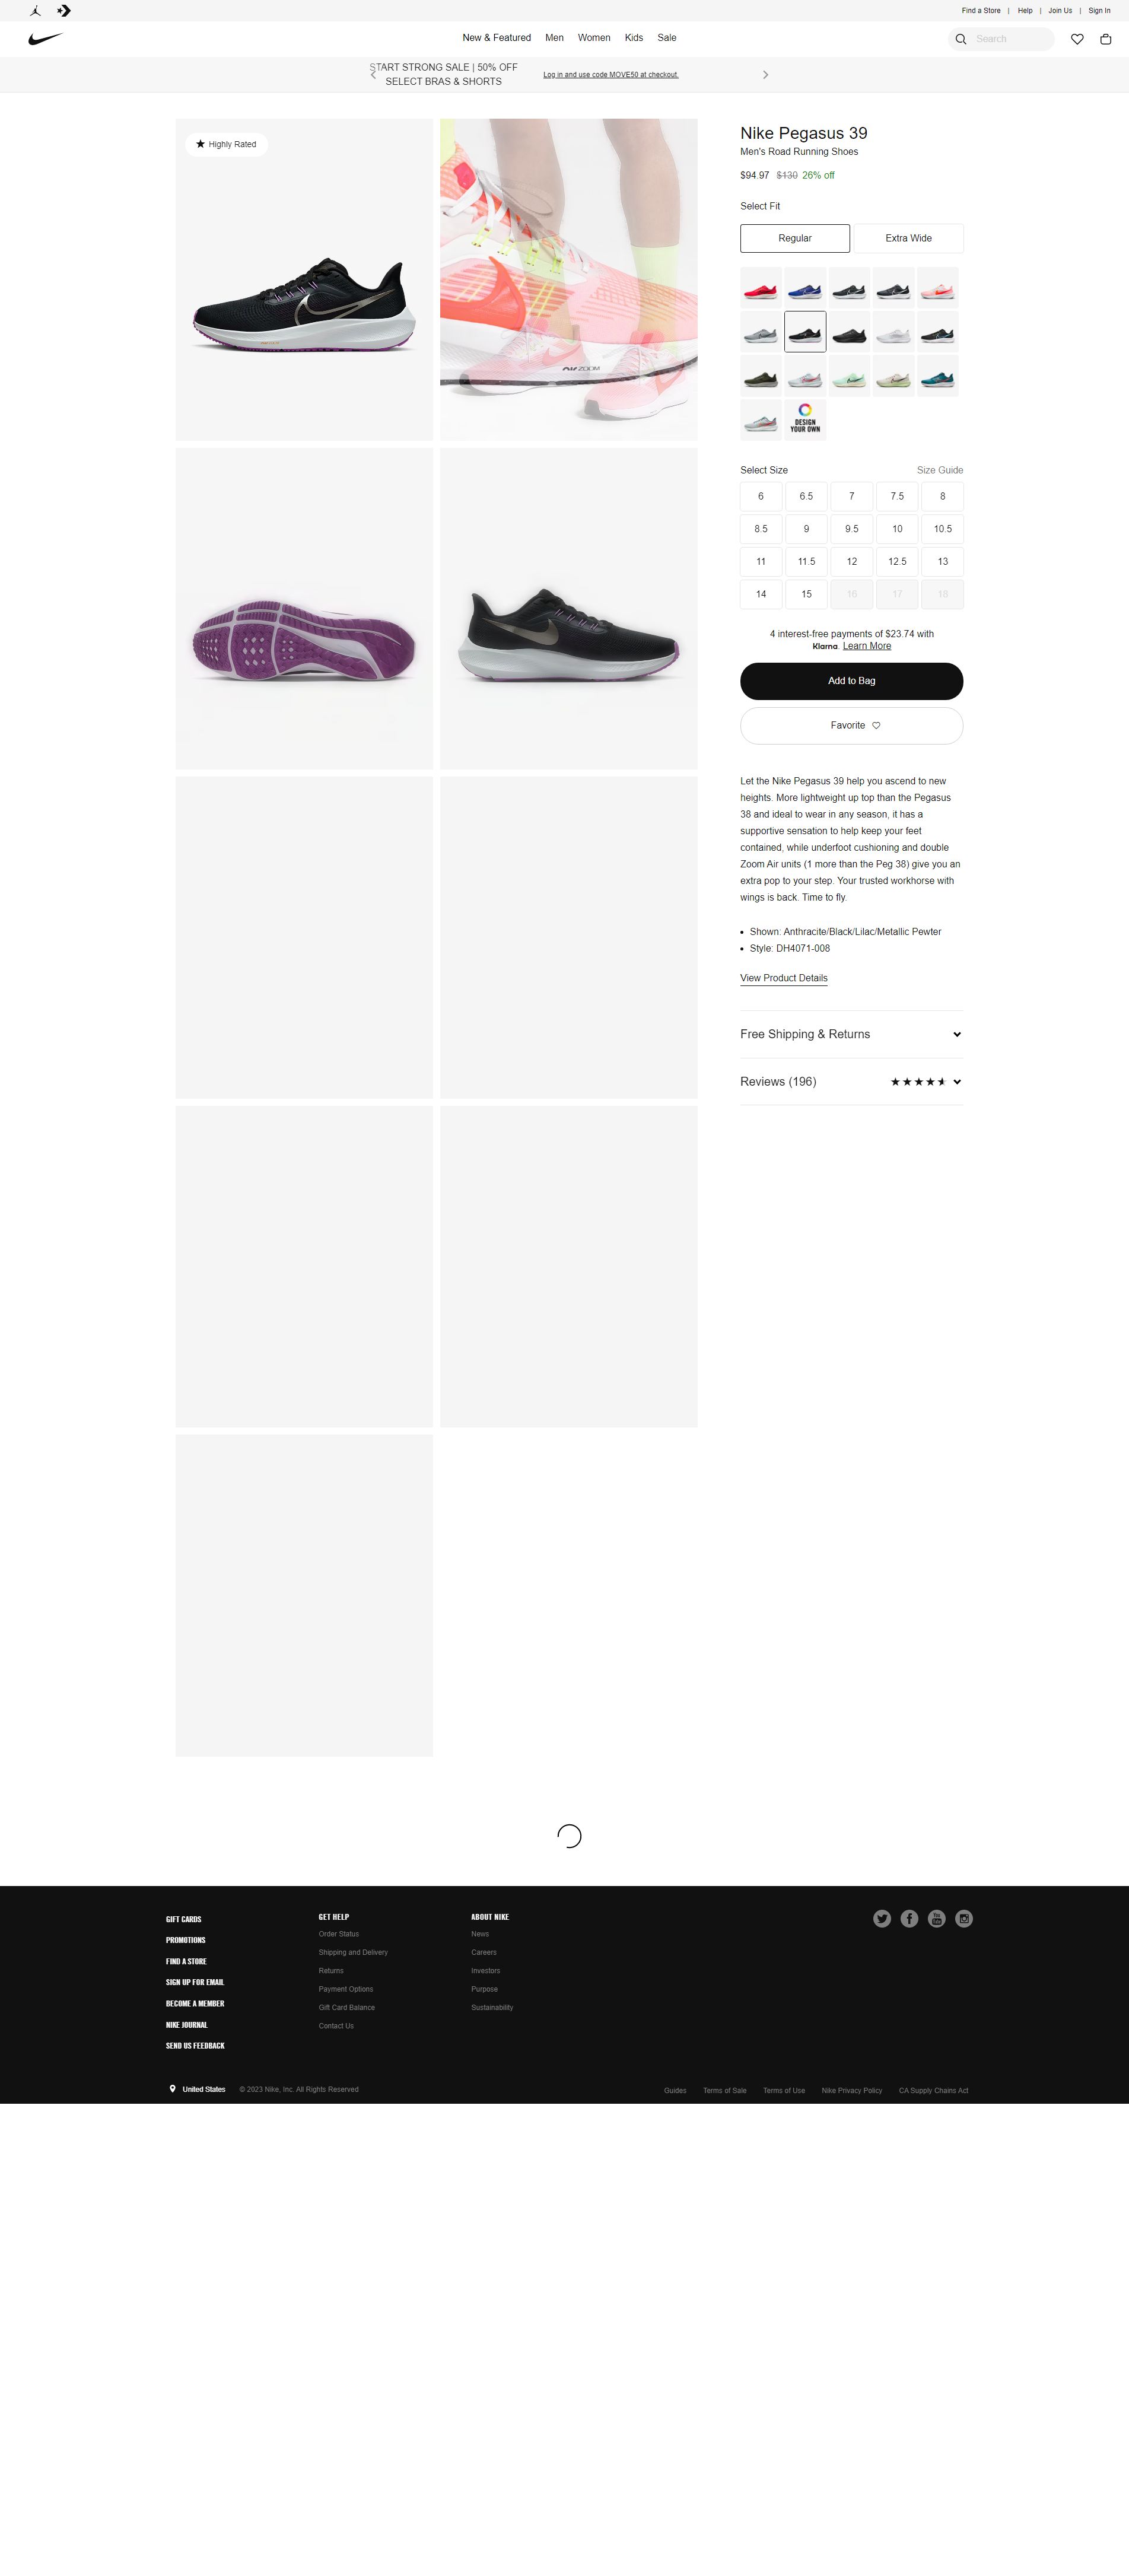 Find a Store | Help | Join Us | Sign In
New & Featured Men Women Kids Sale
Search
START STRONG SALE | 50% OFF
SELECT BRAS & SHORTS
Log in and use code MOVE50 at checkout.
Highly Rated
ZOOM
Nike Pegasus 39
Men's Road Running Shoes
$94.97 $130 26% off
Select Fit
Regular Extra Wide
DESIGN
YOUR OWN
Select Size Size Guide
6 6.5 7 7.5 8
8.5 9 9.5 10 10.5
11 11.5 12 12.5 13
14 15 16 17 18
4 interest-free payments of $23.74 with
Klarna. Learn More
Add to Bag
Favorite
Let the Nike Pegasus 39 help you ascend to new
heights. More lightweight up top than the Pegasus
38 and ideal to wear in any season, it has a
supportive sensation to help keep your feet
contained, while underfoot cushioning and double
Zoom Air units (1 more than the Peg 38) give you an
extra pop to your step. Your trusted workhorse with
wings is back. Time to fly.
Shown: Anthracite/Black/Lilac/Metallic Pewter
Style: DH4071-008
View Product Details
Free Shipping & Returns
Reviews (196)
GIFT CARDS
PROMOTIONS
FIND A STORE
SIGN UP FOR EMAIL
BECOME A MEMBER
NIKE JOURNAL
SEND US FEEDBACK
GET HELP
Order Status
Shipping and Delivery
Returns
Payment Options
Gift Card Balance
Contact Us
ABOUT NIKE
News
Careers
Investors
Purpose
Sustainability
You
Tube
United States © 2023 Nike, Inc. All Rights Reserved
Guides Terms of Sale Terms of Use Nike Privacy Policy CA Supply Chains Act